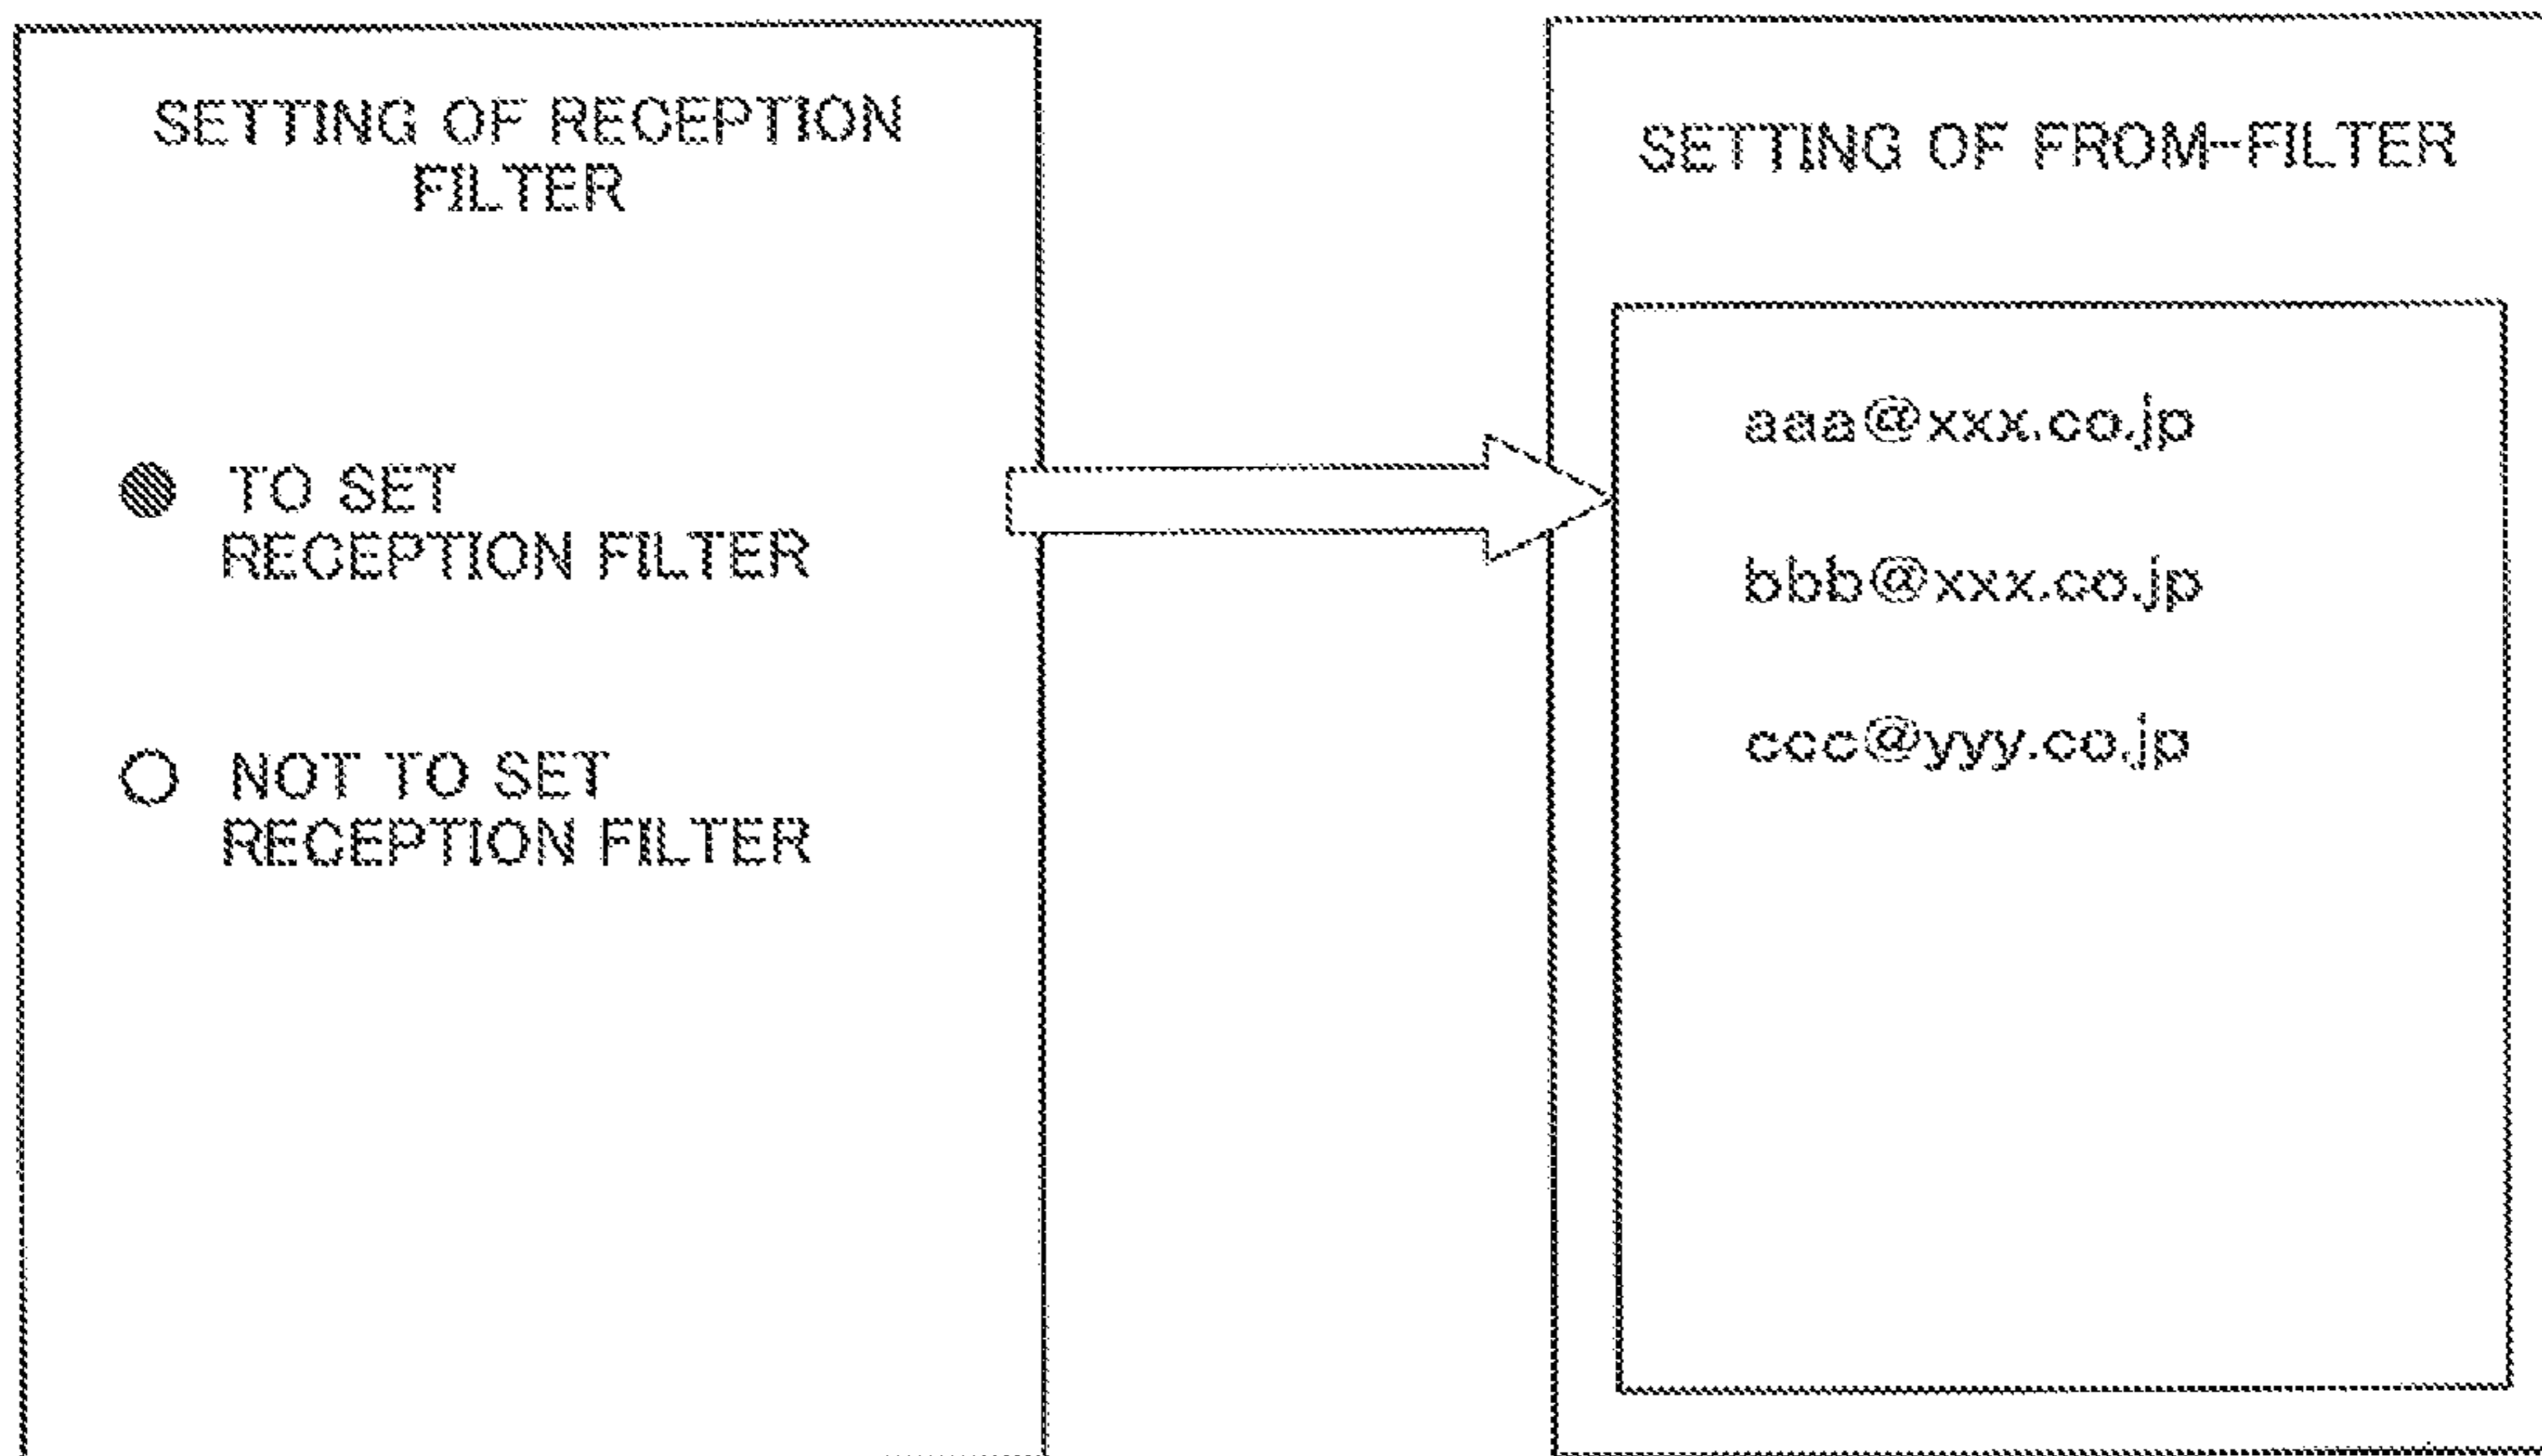 SETTING OF RECEPTION
FILTER
TO SET
RECEPTION FILTER
NOT TO SET
RECEPTION FILTER
SETTING OF FROM-FILTER
aaa@xxx.co.jp
bbb@xxx.co.jp
ccc@yyy.co.jp